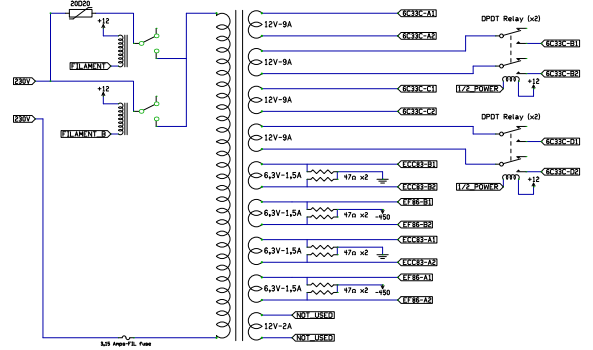 20D20
+12
FILAMENT
230V
+12
FILAMENT_B
230V
3,15 Amps-FIL fuse
12V-9A
6C33C-A1
6C33C-A2
12V-9A
12V-9A
6C33C-C1
6C33C-C2
12V-9A
6,3V-1,5A
ECC83-B1
47Ω x2
ECC83-B2
6,3V-1,5A
EF86-B1
47Ω x2
-450
EF86-B2
6,3V-1,5A
ECC83-A1
47Ω x2
ECC83-A2
6,3V-1,5A
EF86-A1
47Ω x2
-450
EF86-A2
12V-2A
NOT_USED
NOT_USED
DPDT Relay (x2)
6C33C-B1
6C33C-B2
1/2_POWER
+12
DPDT Relay (x2)
6C33C-D1
6C33C-D2
1/2_POWER
+12